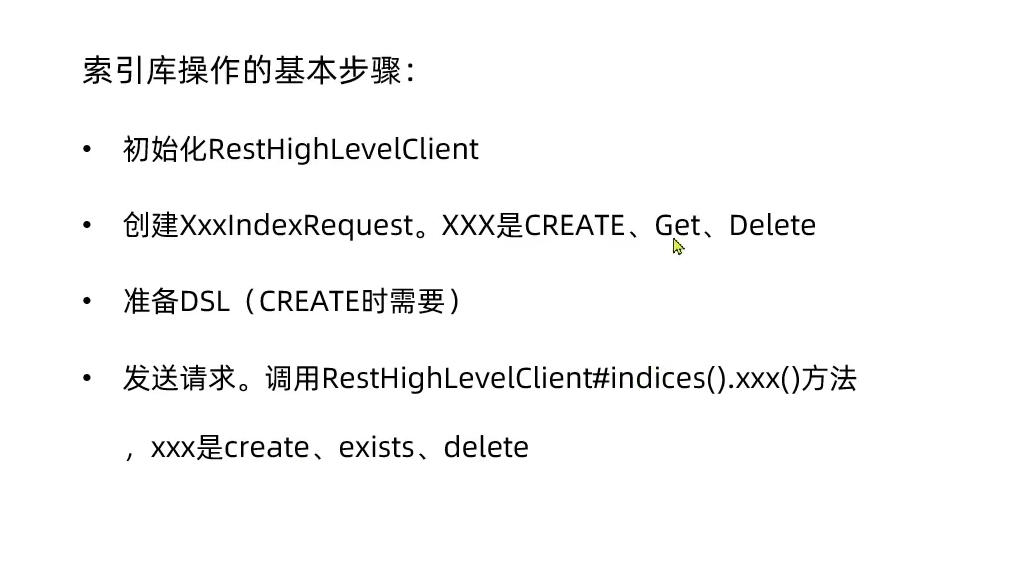 索引库操作的基本步骤：
• 初始化RestHighLevelClient
• 创建XxxIndexRequest。XXX是CREATE、Get、Delete
• 准备DSL（CREATE时需要）
• 发送请求。调用RestHighLevelClient#indices().xxx()方法
，xxx是create、exists、delete